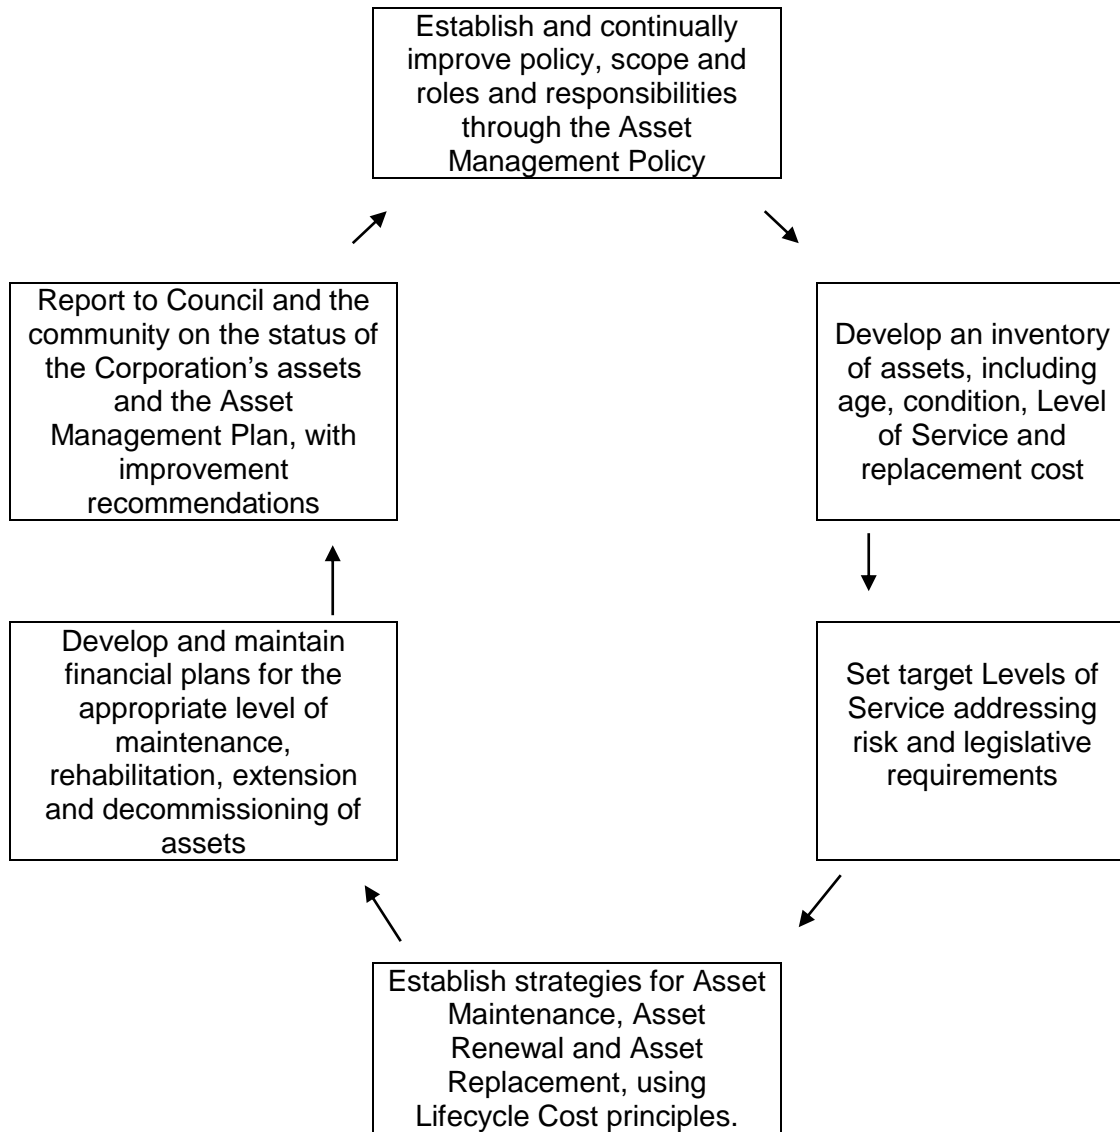 Establish and continually
improve policy, scope and
roles and responsibilities
through the Asset
Management Policy
Report to Council and the
community on the status of
the Corporation's assets
and the Asset
Management Plan, with
improvement
recommendations
Develop an inventory
of assets, including
age, condition, Level
of Service and
replacement cost
Develop and maintain
financial plans for the
appropriate level of
maintenance,
rehabilitation, extension
and decommissioning of
assets
Set target Levels of
Service addressing
risk and legislative
requirements
Establish strategies for Asset
Maintenance, Asset
Renewal and Asset
Replacement, using
Lifecycle Cost principles.